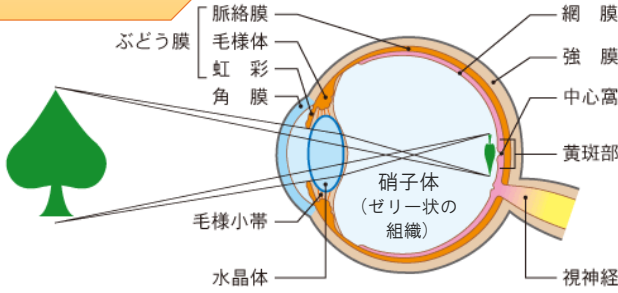 脈絡膜
ぶどう膜
毛様体
虹彩
角膜
網膜
強膜
中心窩
黄斑部
硝子体
(ゼリー状の
組織)
毛様小帯
水晶体
視神経